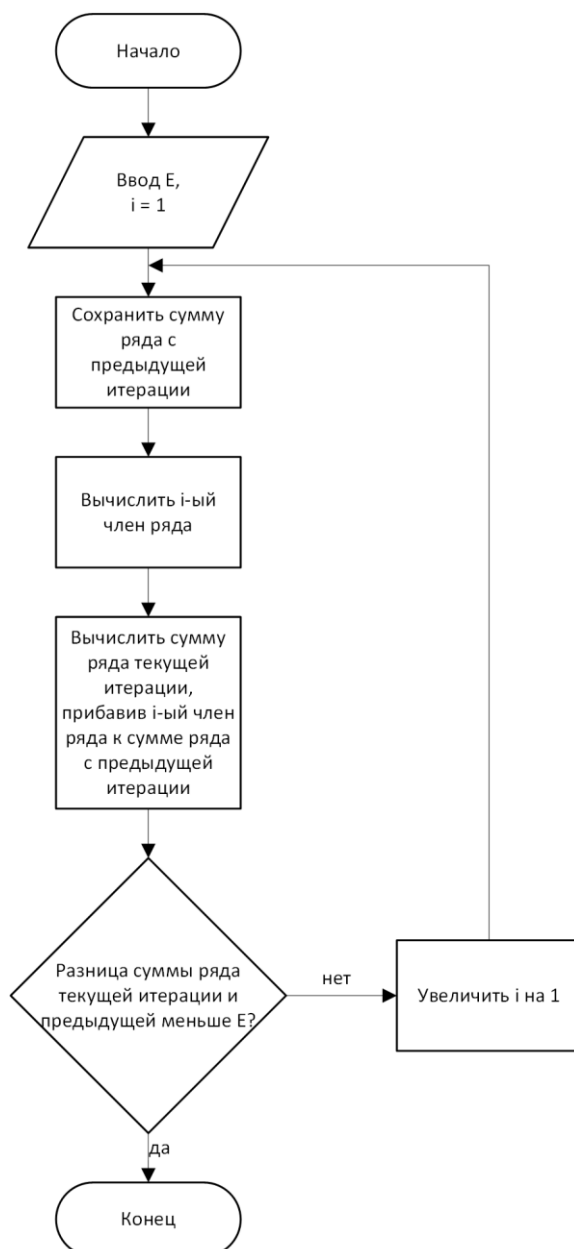 Начало
Ввод E,
i = 1
Сохранить сумму
ряда с
предыдущей
итерации
Вычислить i-ый
член ряда
Вычислить сумму
ряда текущей
итерации,
прибавив i-ый член
ряда к сумме ряда
с предыдущей
итерации
Разница суммы ряда
текущей итерации и
предыдущей меньше E?
нет
Увеличить i на 1
да
Конец